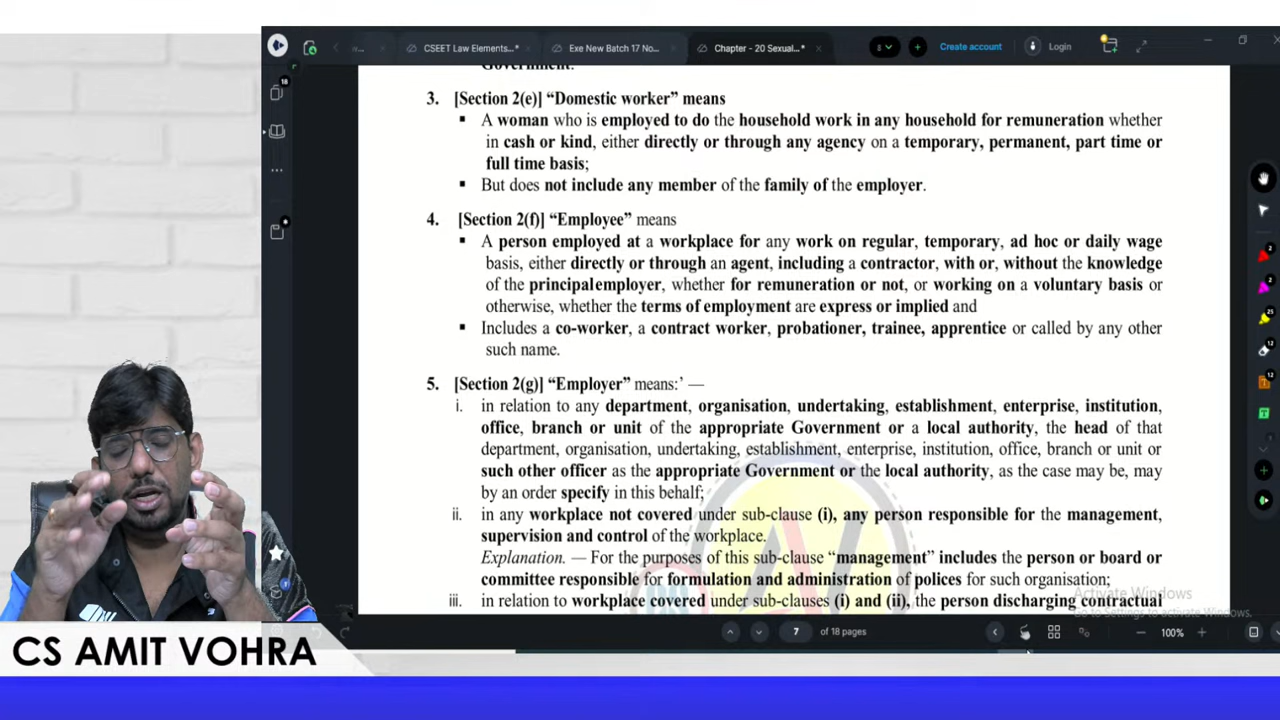 CSEET Law Elements...*
Exe New Batch 17 No...
Chapter - 20 Sexual...*
8
Create account
Login
Government.
3. [Section 2(e)] “Domestic worker” means
▪ A woman who is employed to do the household work in any household for remuneration whether
in cash or kind, either directly or through any agency on a temporary, permanent, part time or
full time basis;
▪ But does not include any member of the family of the employer.
4. [Section 2(f)] “Employee” means
▪ A person employed at a workplace for any work on regular, temporary, ad hoc or daily wage
basis, either directly or through an agent, including a contractor, with or, without the knowledge
of the principal employer, whether for remuneration or not, or working on a voluntary basis or
otherwise, whether the terms of employment are express or implied and
▪ Includes a co-worker, a contract worker, probationer, trainee, apprentice or called by any other
such name.
5. [Section 2(g)] “Employer” means:’ —
i. in relation to any department, organisation, undertaking, establishment, enterprise, institution,
office, branch or unit of the appropriate Government or a local authority, the head of that
department, organisation, undertaking, establishment, enterprise, institution, office, branch or unit or
such other officer as the appropriate Government or the local authority, as the case may be, may
by an order specify in this behalf;
ii. in any workplace not covered under sub-clause (i), any person responsible for the management,
supervision and control of the workplace.
Explanation. — For the purposes of this sub-clause “management” includes the person or board or
committee responsible for formulation and administration of polices for such organisation;
iii. in relation to workplace covered under sub-clauses (i) and (ii), the person discharging contractual
Activate Windows
Go to Settings to activate Windows.
7 of 18 pages
100%
CS AMIT VOHRA